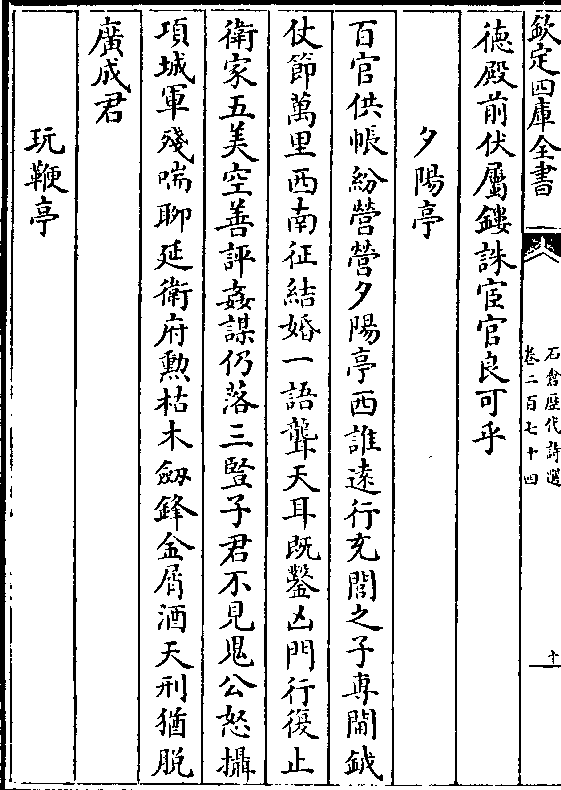 欽定四庫全書
石倉歷代詩選
卷二百七十四
十
德殿前伏屬鏤誅宦官良可乎
夕陽亭
百官供帳紛營營夕陽亭西誰遠行充閭之子専閫鉞
仗節萬里西南征結婚一語聾天耳既鑿凶門行復止
衛家五美空善評姦謀仍落三豎子君不見鬼公怒攝
項城軍殘喘聊延衛府勲枯木劔鋒金屑酒天刑猶脱
廣成君
玩鞭亭